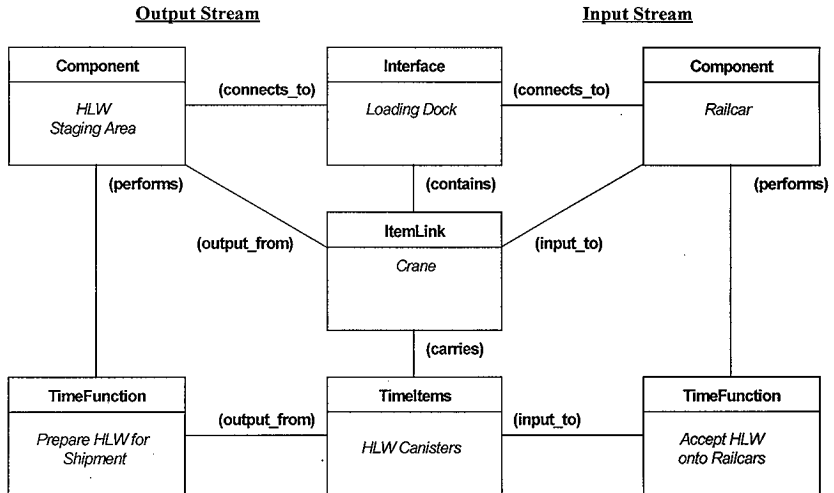 Output Stream
Input Stream
Component
Interface
Component
(connects_to)
(connects_to)
HLW
Staging Area
Loading Dock
Railcar
(performs)
(contains)
(performs)
ItemLink
(output_from)
(input_to)
Crane
(carries)
TimeFunction
TimeItems
TimeFunction
(output_from)
(input_to)
Prepare HLW for
Shipment
HLW Canisters
Accept HLW
onto Railcars